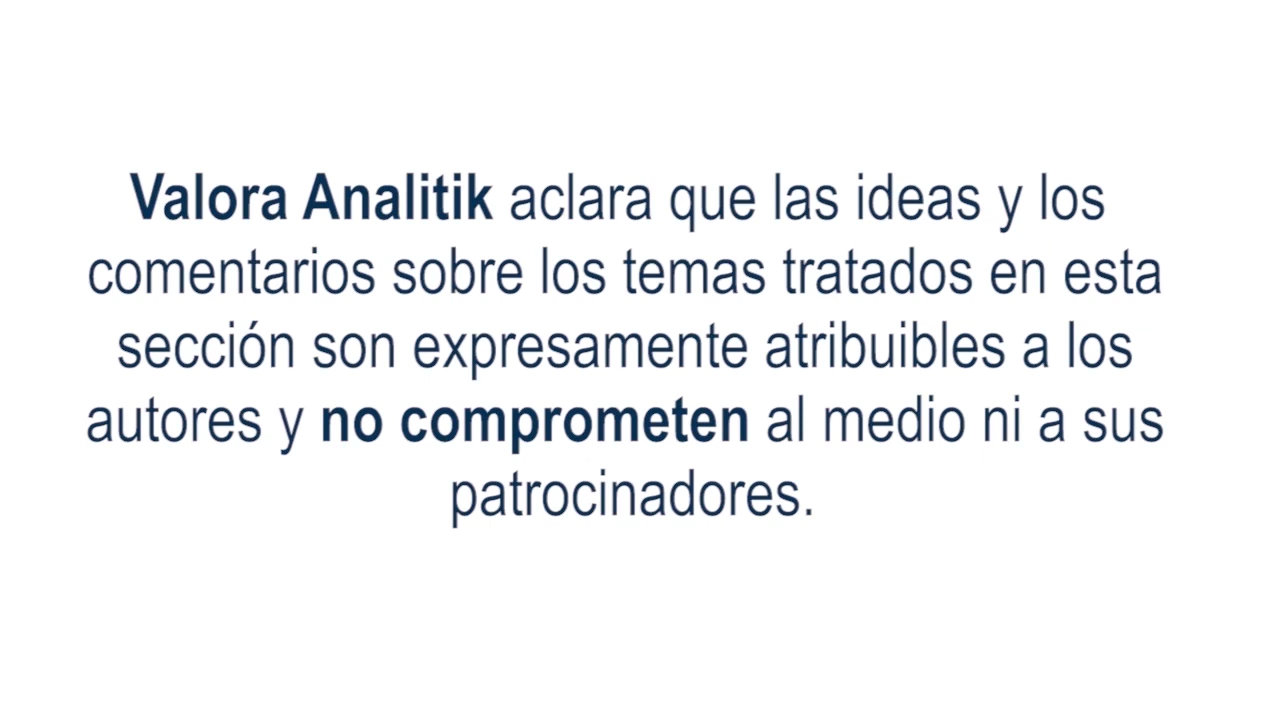 Valora Analitik aclara que las ideas y los
comentarios sobre los temas tratados en esta
sección son expresamente atribuibles a los
autores y no comprometen al medio ni a sus
patrocinadores.